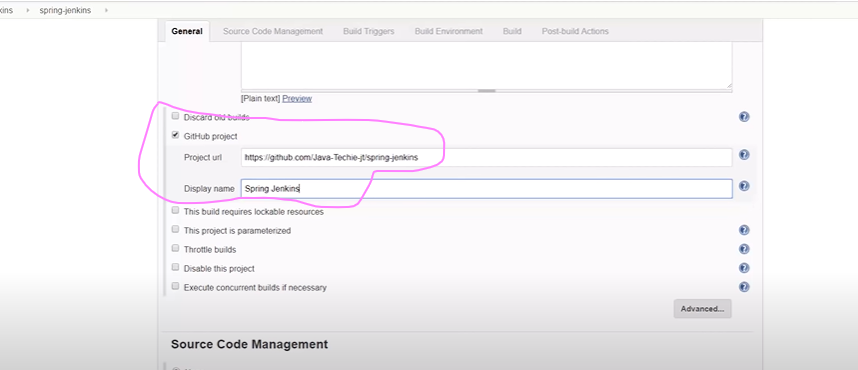 kins > spring-jenkins >
General Source Code Management Build Triggers Build Environment Build Post-build Actions
[Plain text] Preview
Discard old builds
GitHub project
Project url https://github.com/Java-Techie-jt/spring-jenkins
Display name Spring Jenkins
This build requires lockable resources
This project is parameterized
Throttle builds
Disable this project
Execute concurrent builds if necessary
Advanced...
Source Code Management